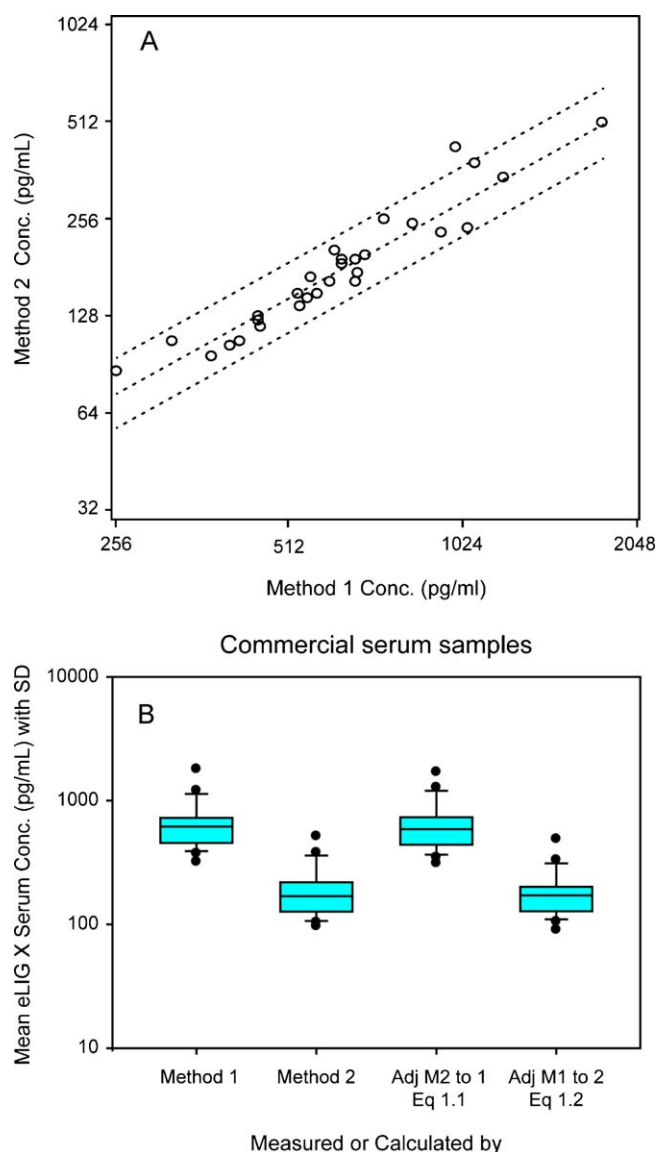 A
1024
512
256
128
64
32
Method 2 Conc. (pg/mL)
256
512
1024
2048
Method 1 Conc. (pg/ml)
Commercial serum samples
B
10000
1000
100
10
Mean eLIG X Serum Conc. (pg/mL) with SD
Method 1
Method 2
Adj M2 to 1
Eq 1.1
Adj M1 to 2
Eq 1.2
Measured or Calculated by